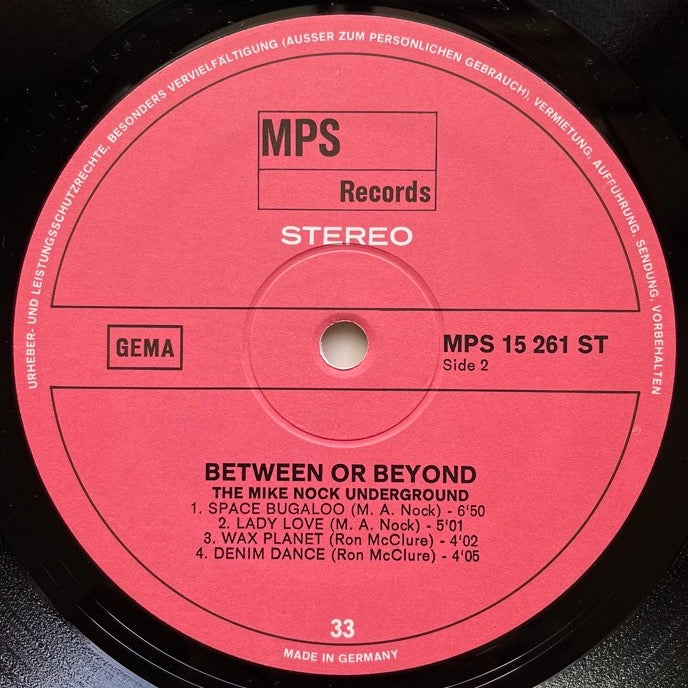 URHEBER- UND LEISTUNGSSCHUTZRECHTE, BESONDERS VERVIELFÄLTIGUNG (AUSSER ZUM PERSÖNLICHEN GEBRAUCH), VERMIETUNG, AUFFÜHRUNG, SENDUNG, VORBEHALTEN
MPS
Records
STEREO
GEMA
MPS 15 261 ST
Side 2
BETWEEN OR BEYOND
THE MIKE NOCK UNDERGROUND
1. SPACE BUGALOO (M. A. Nock) - 6'50
2. LADY LOVE (M. A. Nock) - 5'01
3. WAX PLANET (Ron McClure) - 4'02
4. DENIM DANCE (Ron McClure) - 4'05
33
MADE IN GERMANY